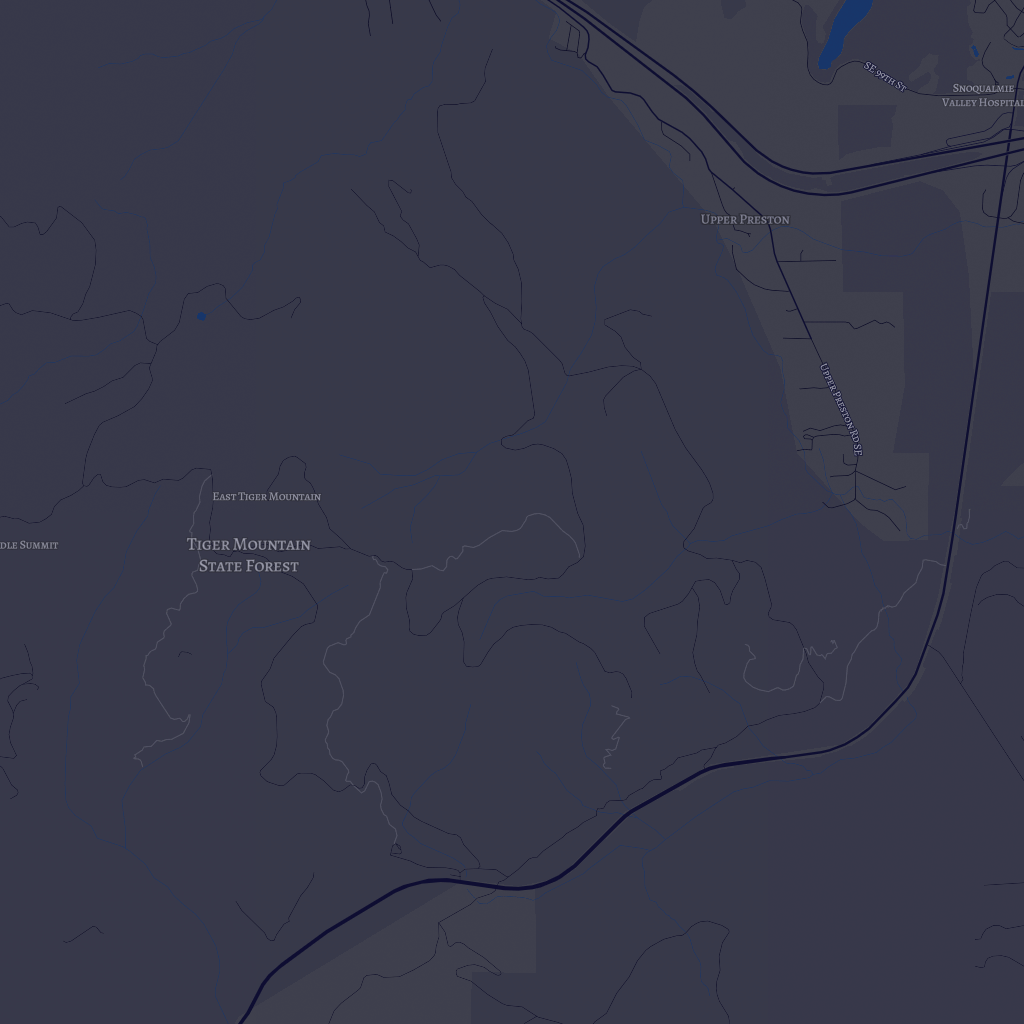 SE 99TH ST
SNOQUALMIE
VALLEY HOSPITAL
UPPER PRESTON
UPPER PRESTON RD SE
EAST TIGER MOUNTAIN
TIGER MOUNTAIN
STATE FOREST
DLE SUMMIT